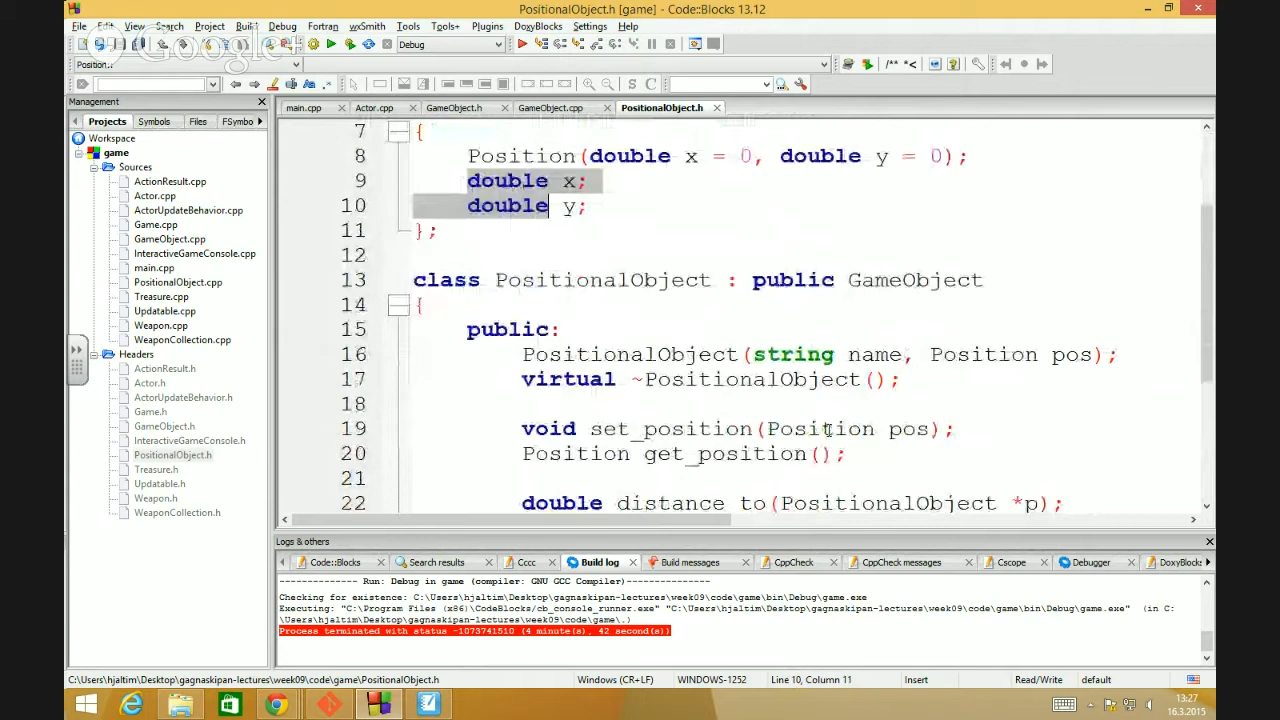 PositionalObject.h [game] - Code::Blocks 13.12
File Edit View Search Project Build Debug Fortran wxSmith Tools Tools+ Plugins DoxyBlocks Settings Help
Google+
Debug
Position::
/** *<
S C
Management
Projects Symbols Files FSymbo
Workspace
game
Sources
ActionResult.cpp
Actor.cpp
ActorUpdateBehavior.cpp
Game.cpp
GameObject.cpp
InteractiveGameConsole.cpp
main.cpp
PositionalObject.cpp
Treasure.cpp
Updatable.cpp
Weapon.cpp
WeaponCollection.cpp
Headers
ActionResult.h
Actor.h
ActorUpdateBehavior.h
Game.h
GameObject.h
InteractiveGameConsole.h
PositionalObject.h
Treasure.h
Updatable.h
Weapon.h
WeaponCollection.h
main.cpp Actor.cpp GameObject.h GameObject.cpp PositionalObject.h
7 {
8 Position(double x = 0, double y = 0);
9 double x;
10 double y;
11 };
12
13 class PositionalObject : public GameObject
14 {
15 public:
16 PositionalObject(string name, Position pos);
17 virtual ~PositionalObject();
18
19 void set_position(Position pos);
20 Position get_position();
21
22 double distance to(PositionalObject *p);
Logs & others
Code::Blocks Search results Cccc Build log Build messages CppCheck CppCheck messages Cscope Debugger DoxyBlocks
-------------- Run: Debug in game (compiler: GNU GCC Compiler)---------------
Checking for existence: C:\Users\hjaltim\Desktop\gagnaskipan-lectures\week09\code\game\bin\Debug\game.exe
Executing: "C:\Program Files (x86)\CodeBlocks/cb_console_runner.exe" "C:\Users\hjaltim\Desktop\gagnaskipan-lectures\week09\code\game\bin\Debug\game.exe" (in C:
\Users\hjaltim\Desktop\gagnaskipan-lectures\week09\code\game\.)
Process terminated with status -1073741510 (4 minute(s), 42 second(s))
C:\Users\hjaltim\Desktop\gagnaskipan-lectures\week09\code\game\PositionalObject.h Windows (CR+LF) WINDOWS-1252 Line 10, Column 11 Insert Read/Write default
13:27
16.3.2015